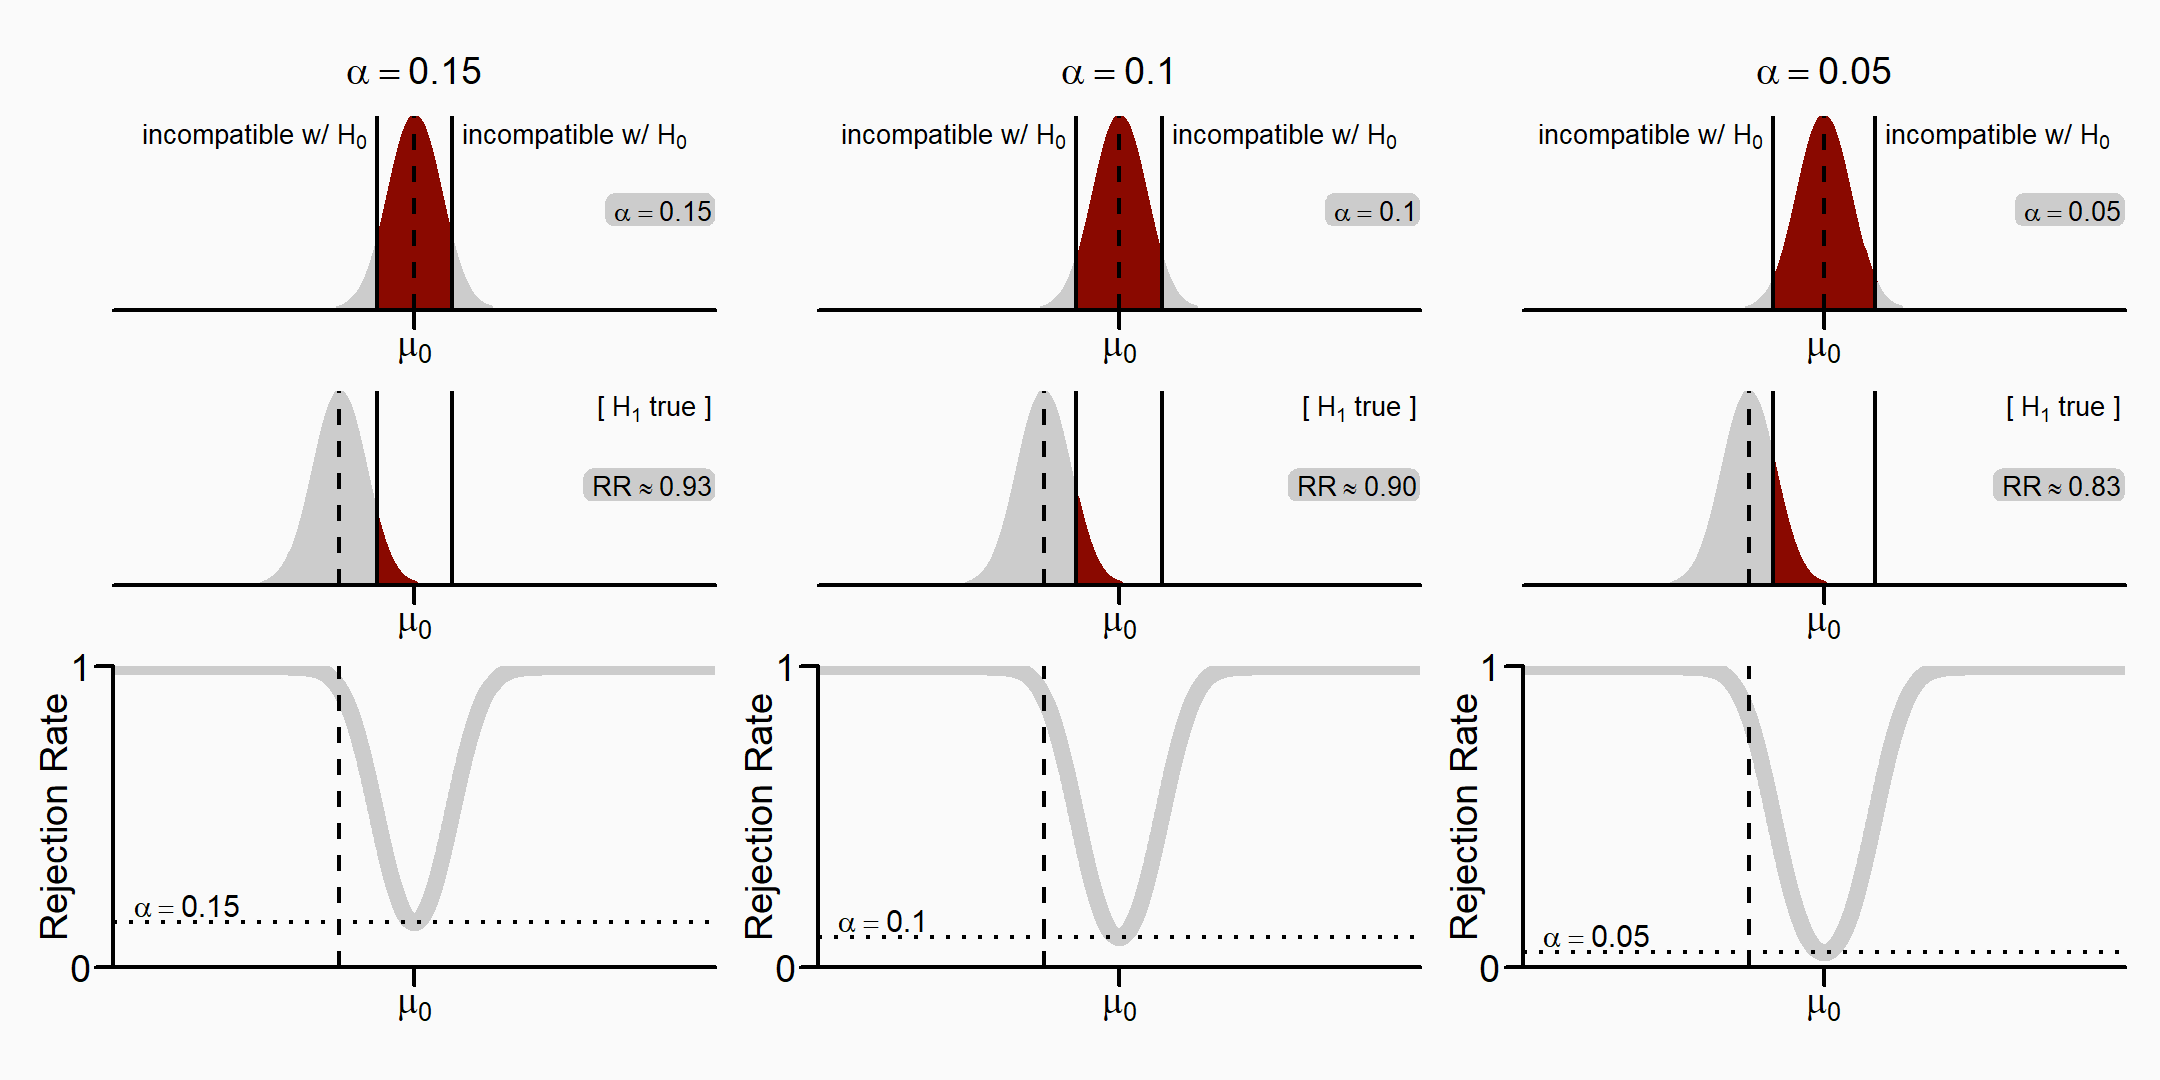 α = 0.15
incompatible w/ H₀
incompatible w/ H₀
α = 0.15
μ₀
[ H₁ true ]
RR ≈ 0.93
μ₀
1
Rejection Rate
α = 0.15
0
μ₀
α = 0.1
incompatible w/ H₀
incompatible w/ H₀
α = 0.1
μ₀
[ H₁ true ]
RR ≈ 0.90
μ₀
1
Rejection Rate
α = 0.1
0
μ₀
α = 0.05
incompatible w/ H₀
incompatible w/ H₀
α = 0.05
μ₀
[ H₁ true ]
RR ≈ 0.83
μ₀
1
Rejection Rate
α = 0.05
0
μ₀